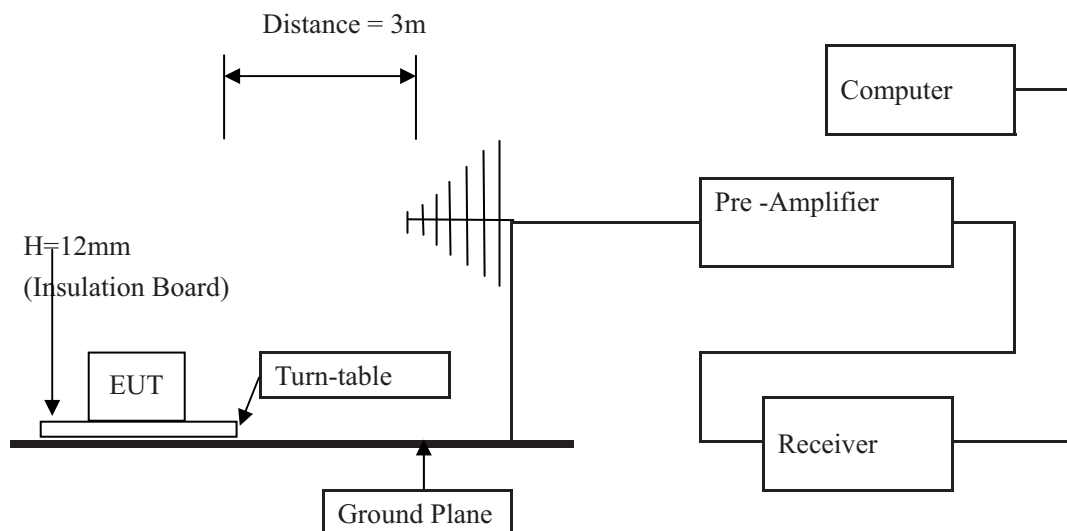 Distance = 3m
Computer
Pre -Amplifier
H=12mm
(Insulation Board)
EUT
Turn-table
Receiver
Ground Plane